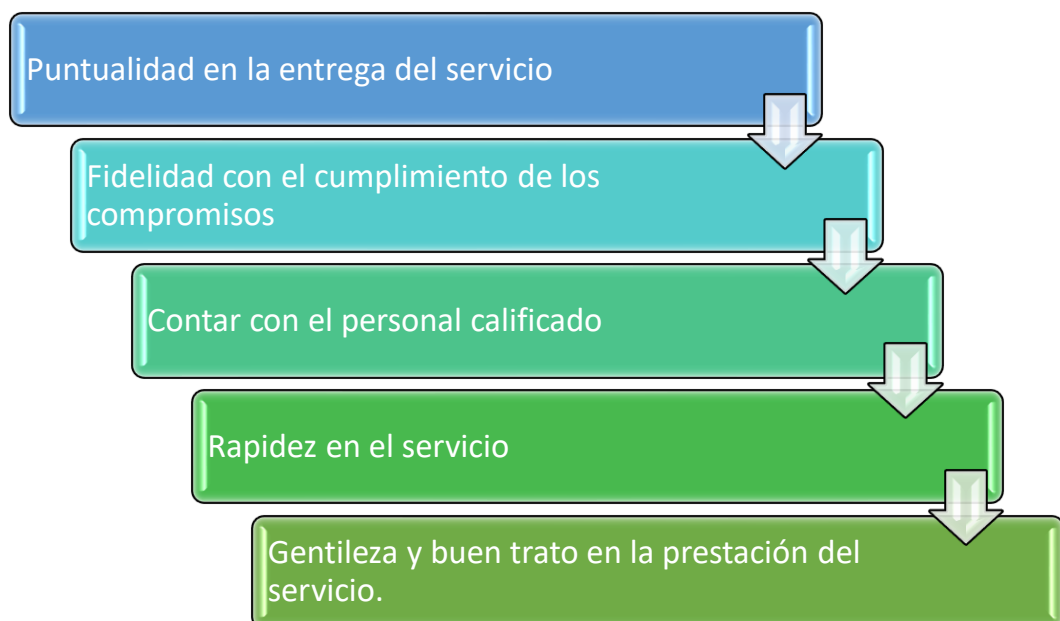 Puntualidad en la entrega del servicio
Fidelidad con el cumplimiento de los
compromisos
Contar con el personal calificado
Rapidez en el servicio
Gentileza y buen trato en la prestación del
servicio.